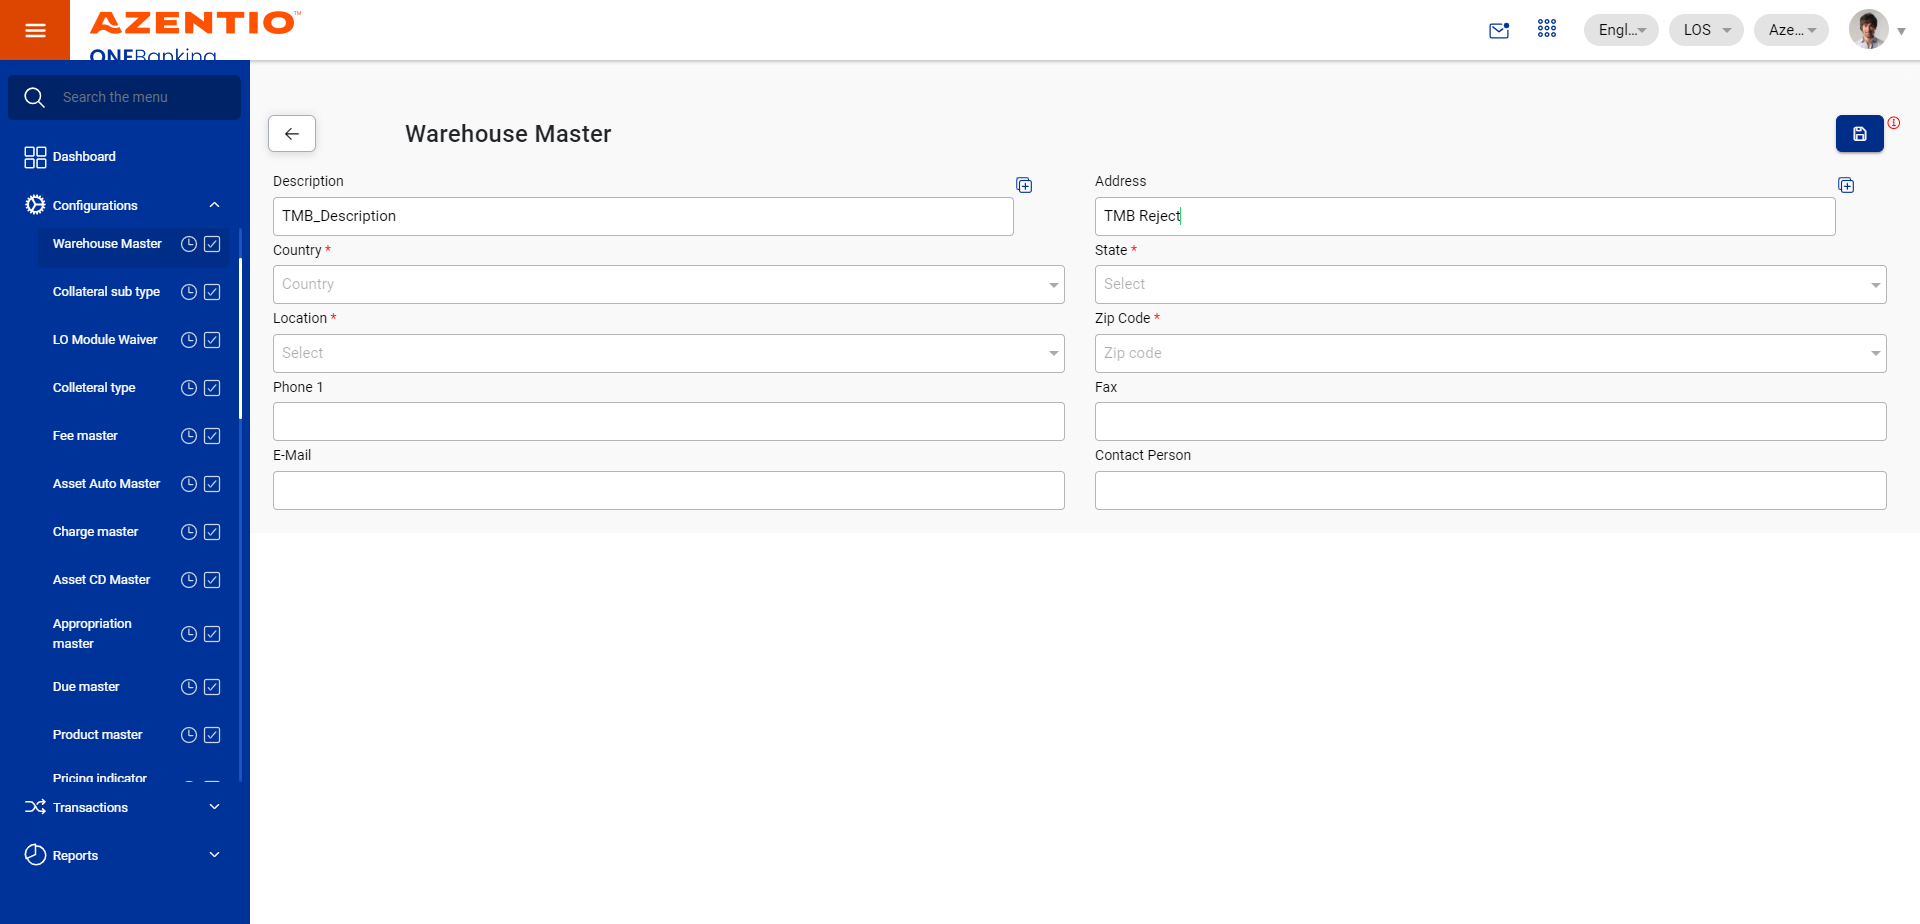 AZENTIO™
ONEBanking
Engl...
LOS
Aze...
Search the menu
Dashboard
Configurations
Warehouse Master
Collateral sub type
LO Module Waiver
Colleteral type
Fee master
Asset Auto Master
Charge master
Asset CD Master
Appropriation
master
Due master
Product master
Pricing indicator
Transactions
Reports
Warehouse Master
Description
Address
TMB_Description
TMB Reject
Country *
State *
Country
Select
Location *
Zip Code *
Select
Zip code
Phone 1
Fax
E-Mail
Contact Person